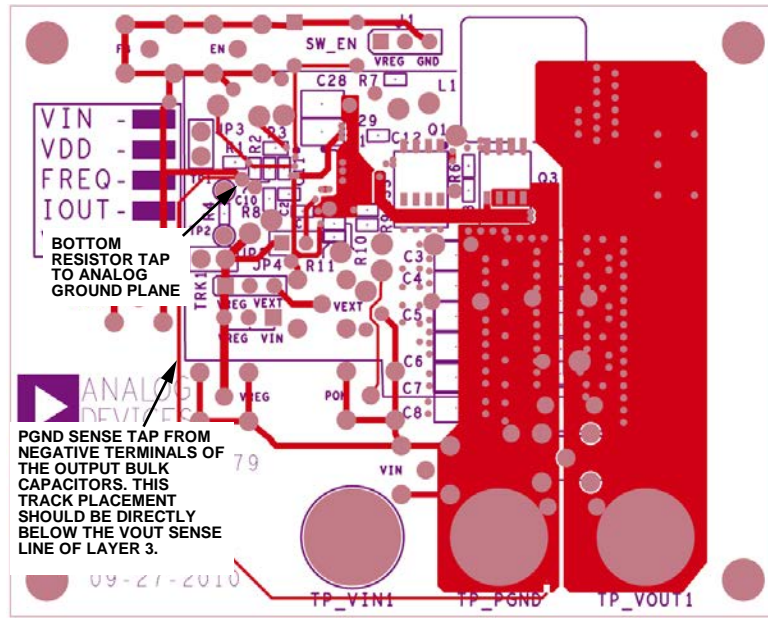 J1
FB
EN
SW_EN
VREG GND
C28
R7
L1
VIN -
VDD -
FREQ -
IOUT -
JP3
R1
R2
C12
Q1
R6
Q3
C10
R4
R8
TP2
R9
R10
R11
JP4
BOTTOM
RESISTOR TAP
TO ANALOG
GROUND PLANE
TRK1
C3
C4
C5
C6
C7
C8
VREG VEXT
VEXT
VREG VIN
ANALOG
DEVICES
VREG
PGND SENSE TAP FROM
NEGATIVE TERMINALS OF
THE OUTPUT BULK
CAPACITORS. THIS
TRACK PLACEMENT
SHOULD BE DIRECTLY
BELOW THE VOUT SENSE
LINE OF LAYER 3.
79
VIN
09-27-2010
TP_VIN1
TP_PGND
TP_VOUT1